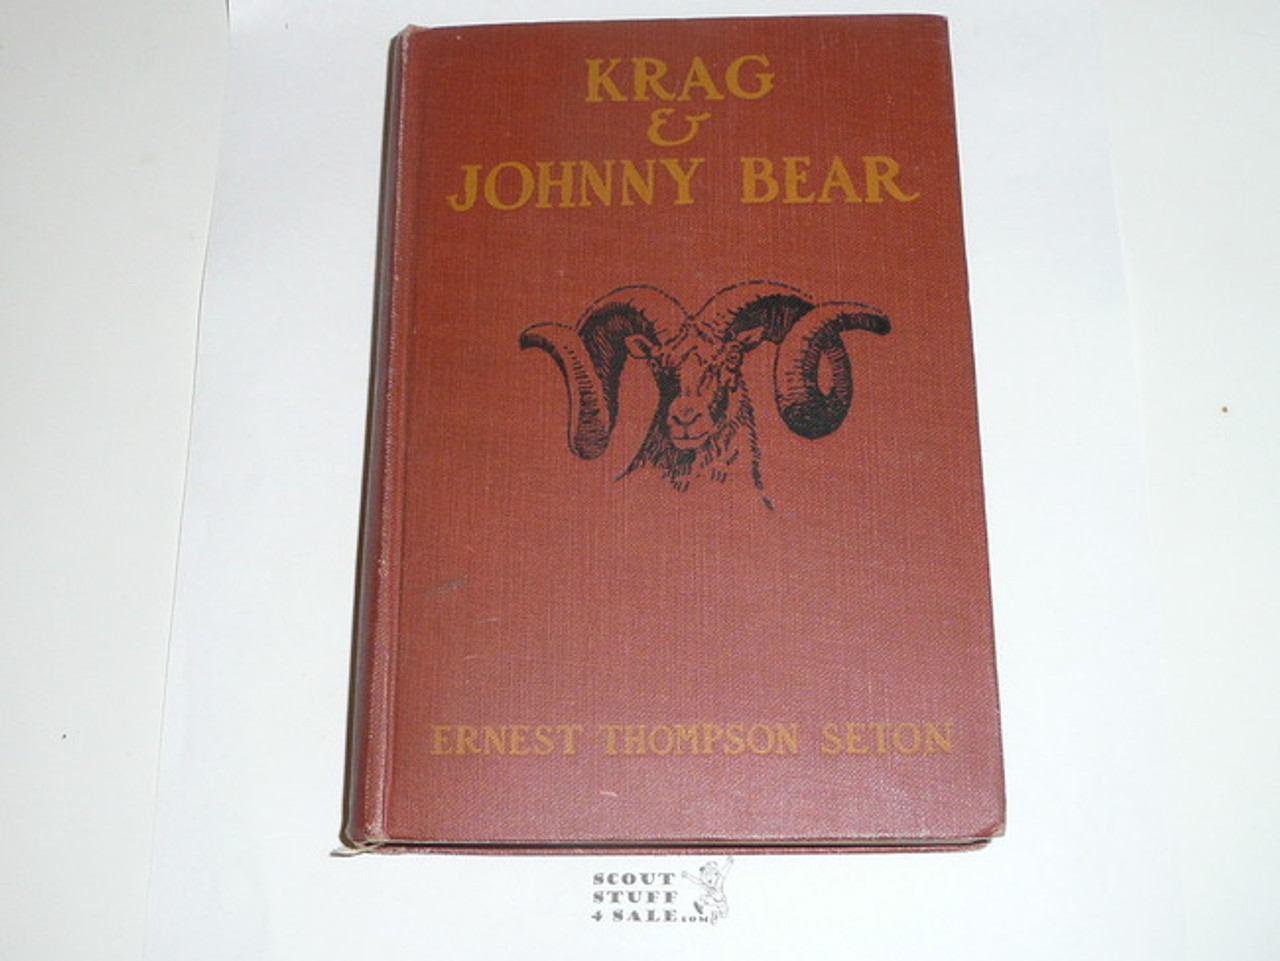 KRAG
&
JOHNNY BEAR
ERNEST THOMPSON SETON
SCOUT
STUFF
4 SALE.COM